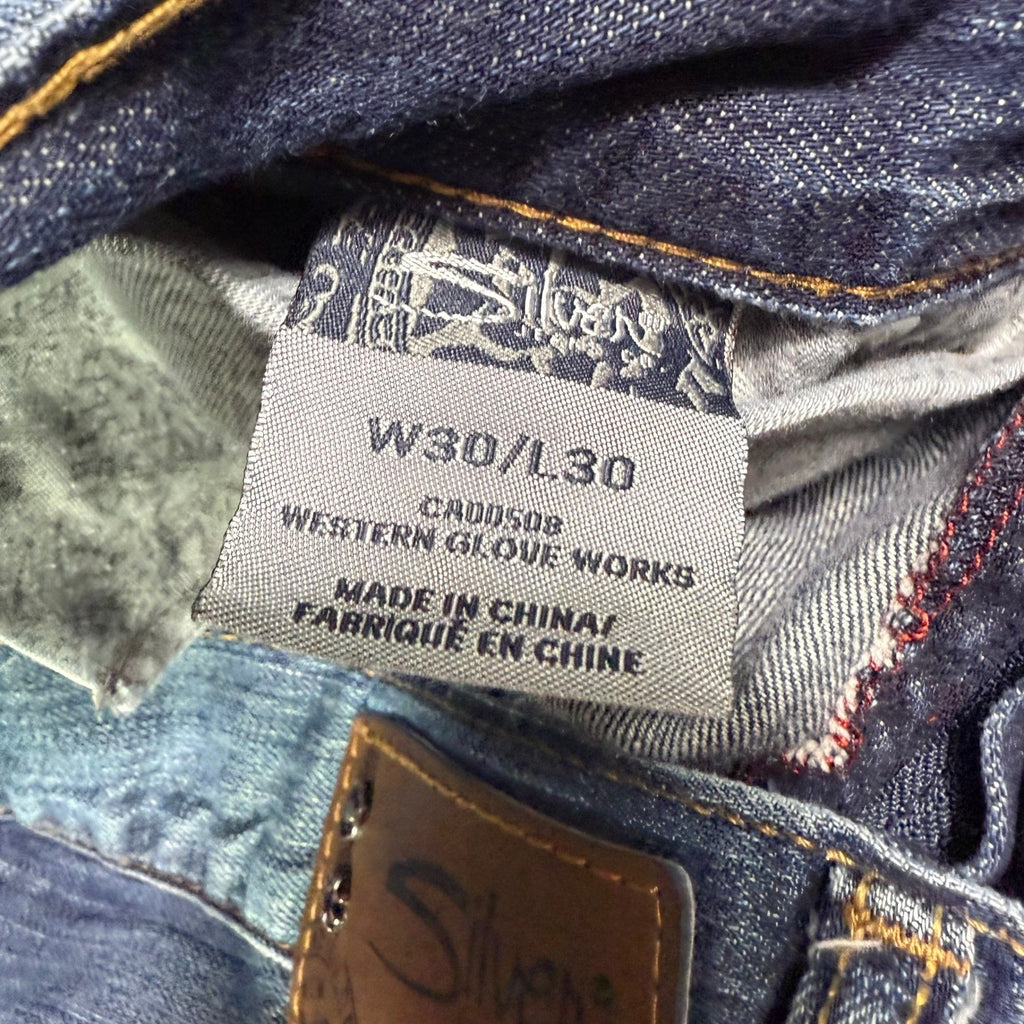 Silver
W30/L30
CA00508
WESTERN GLOVE WORKS
MADE IN CHINA/
FABRIQUÉ EN CHINE
Silver